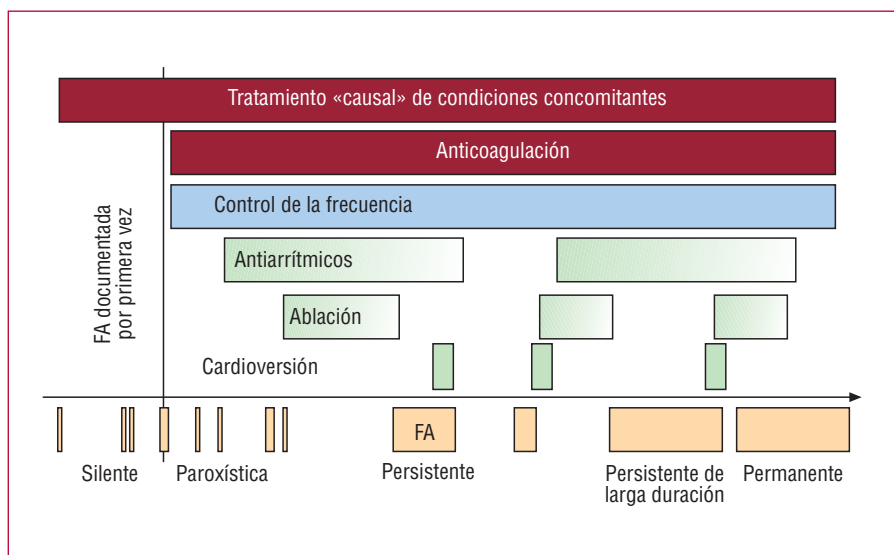 Tratamiento «causal» de condiciones concomitantes
Anticoagulación
Control de la frecuencia
FA documentada
por primera vez
Antiarrítmicos
Ablación
Cardioversión
FA
Silente
Paroxística
Persistente
Persistente de
larga duración
Permanente